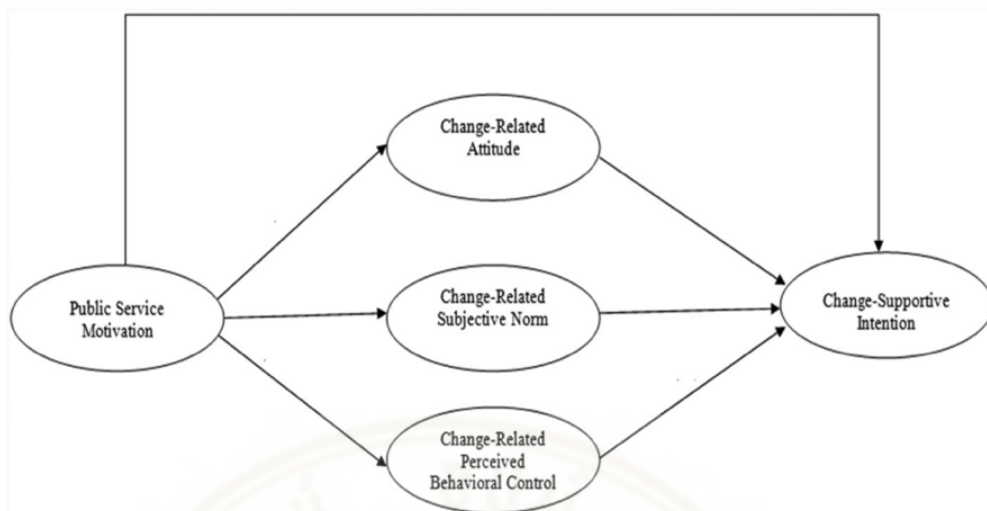 Change-Related
Attitude
Public Service
Motivation
Change-Related
Subjective Norm
Change-Supportive
Intention
Change-Related
Perceived
Behavioral Control